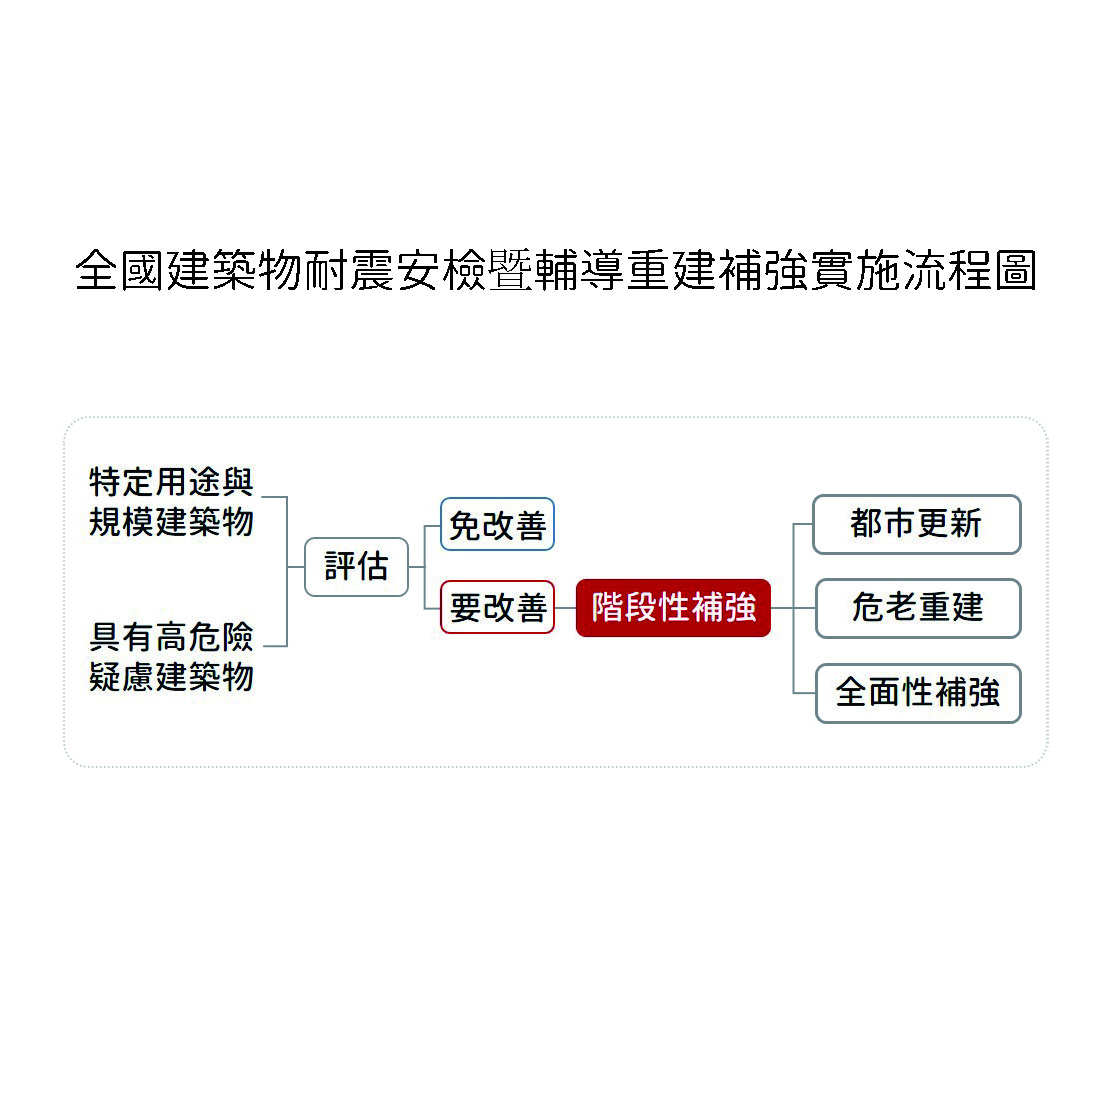 全國建築物耐震安檢暨輔導重建補強實施流程圖
特定用途與
規模建築物
具有高危險
疑慮建築物
評估
免改善
要改善
階段性補強
都市更新
危老重建
全面性補強